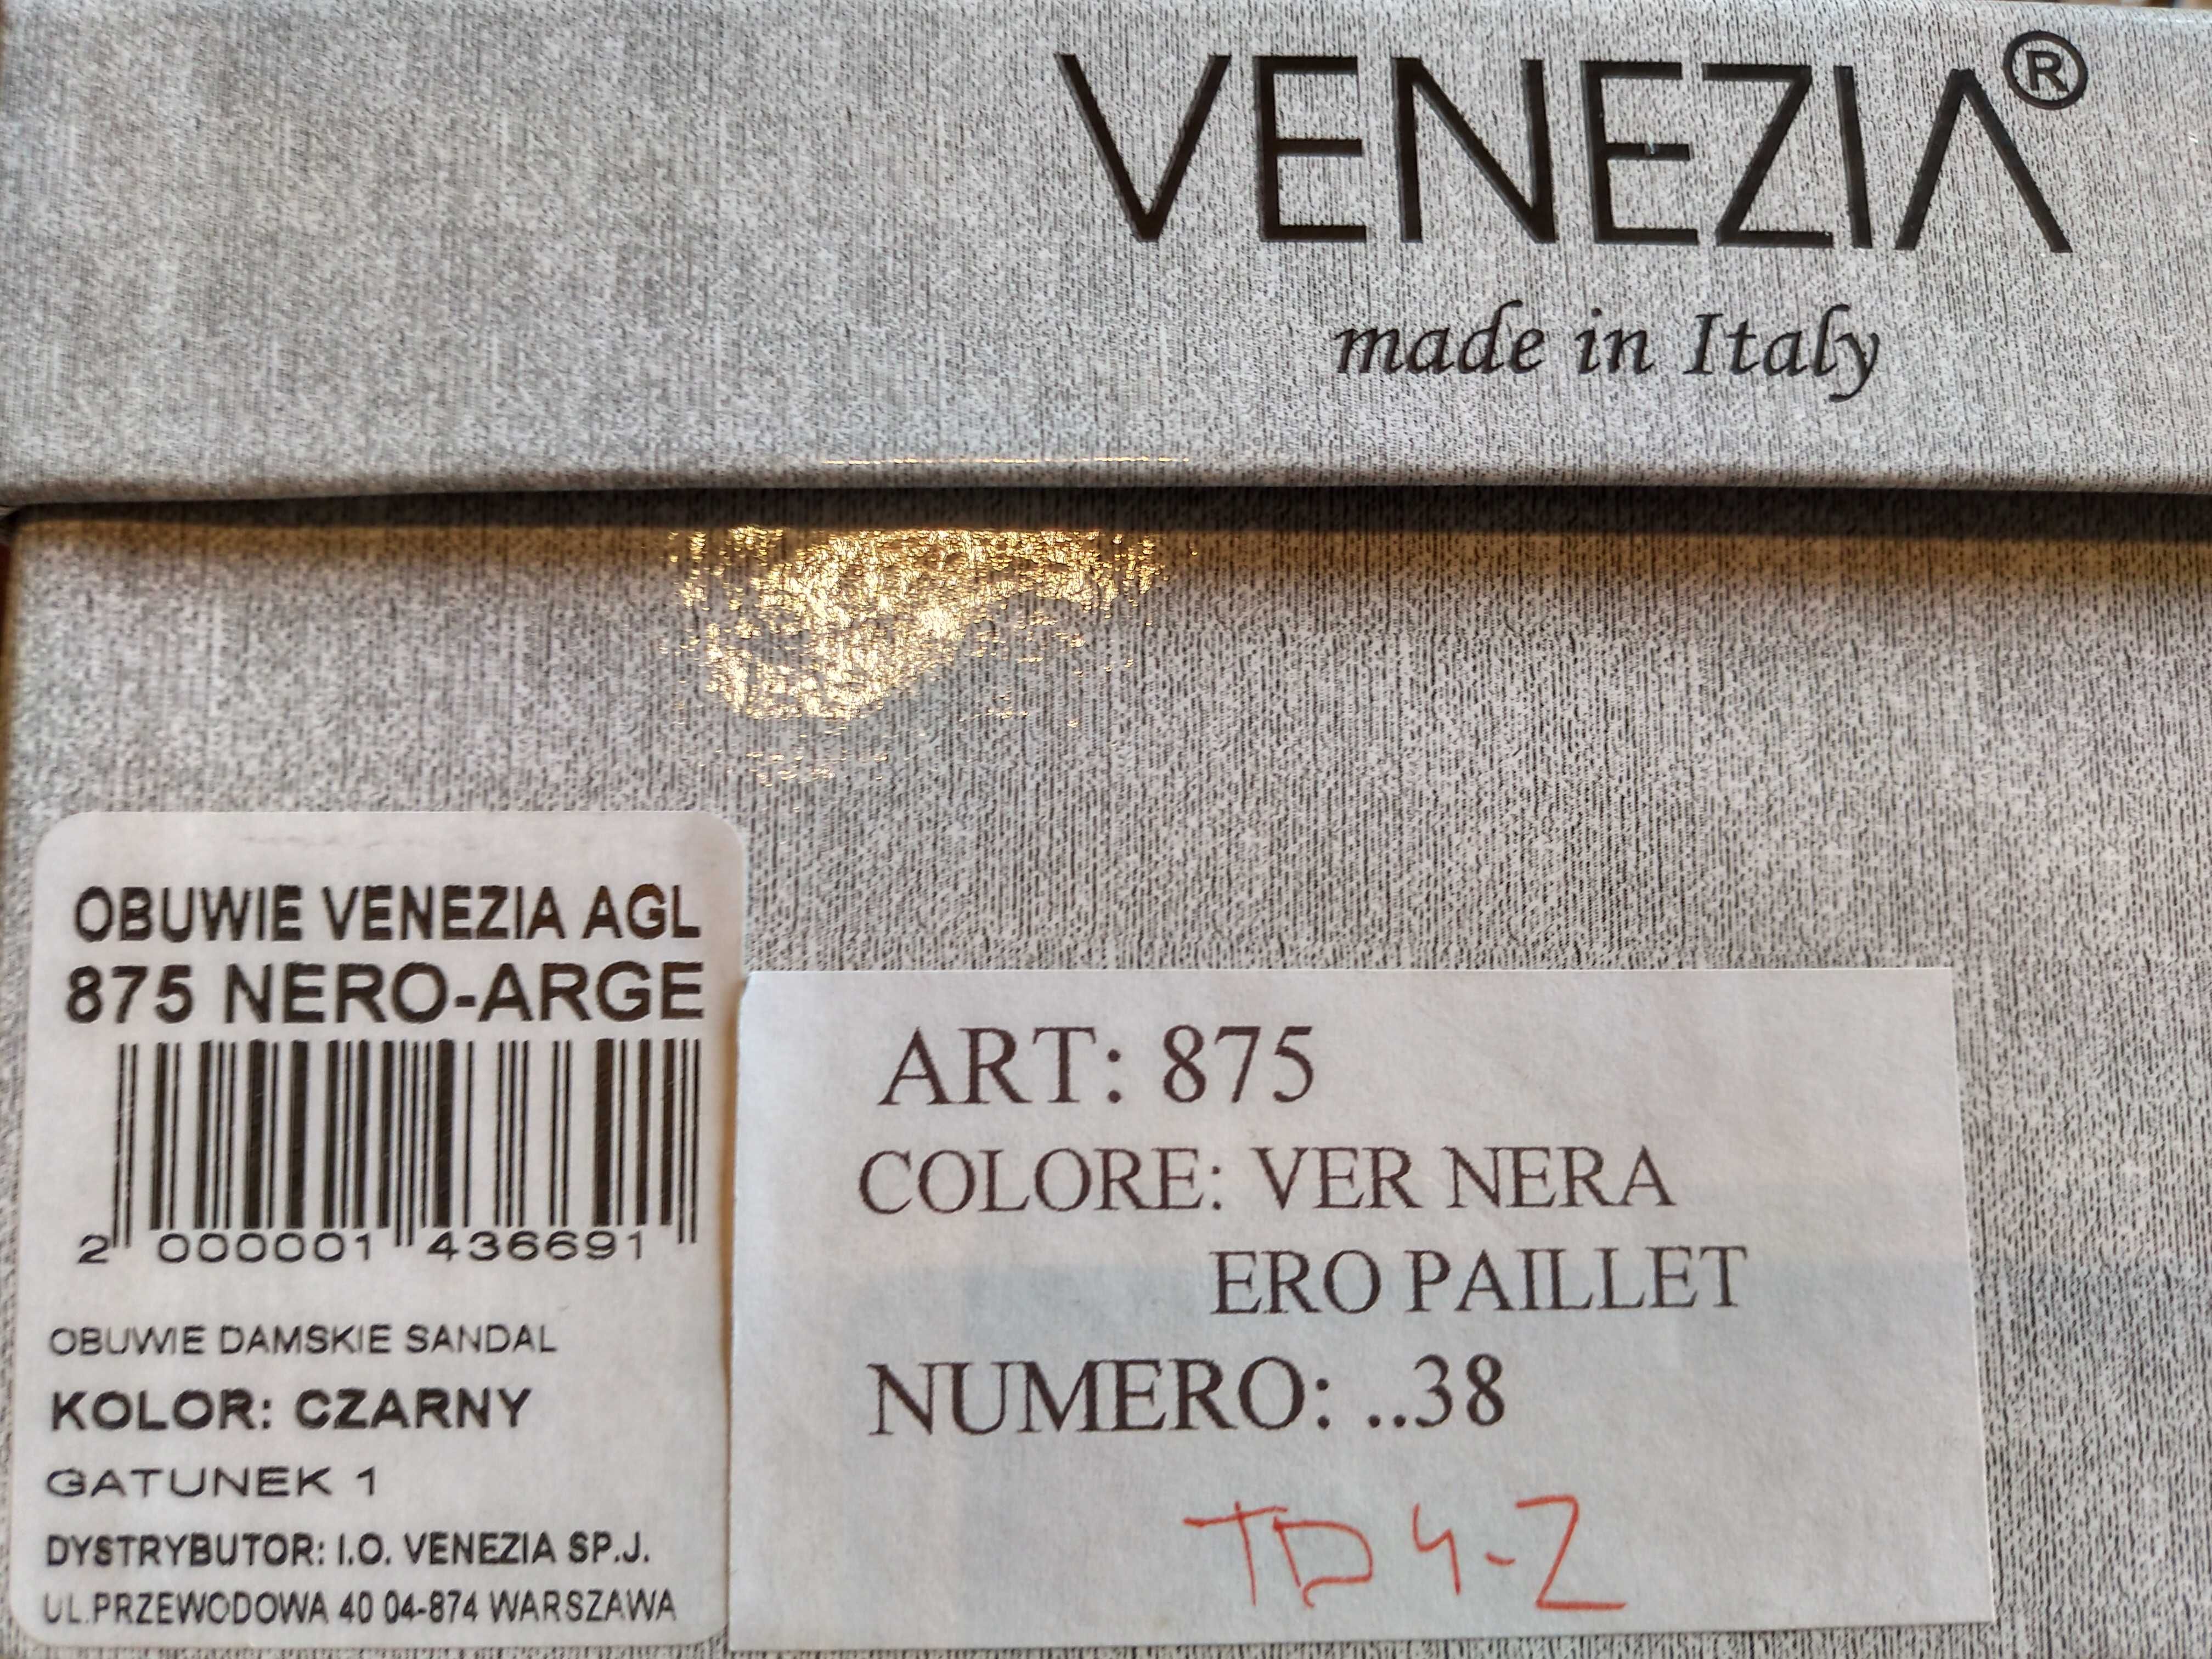 VENEZIA®
made in Italy
OBUWIE VENEZIA AGL
875 NERO-ARGE
2 000001 436691
OBUWIE DAMSKIE SANDAL
KOLOR: CZARNY
GATUNEK 1
DYSTRYBUTOR: I.O. VENEZIA SP.J.
UL.PRZEWODOWA 40 04-874 WARSZAWA
ART: 875
COLORE: VER NERA
ERO PAILLET
NUMERO: ..38
TD 4-2